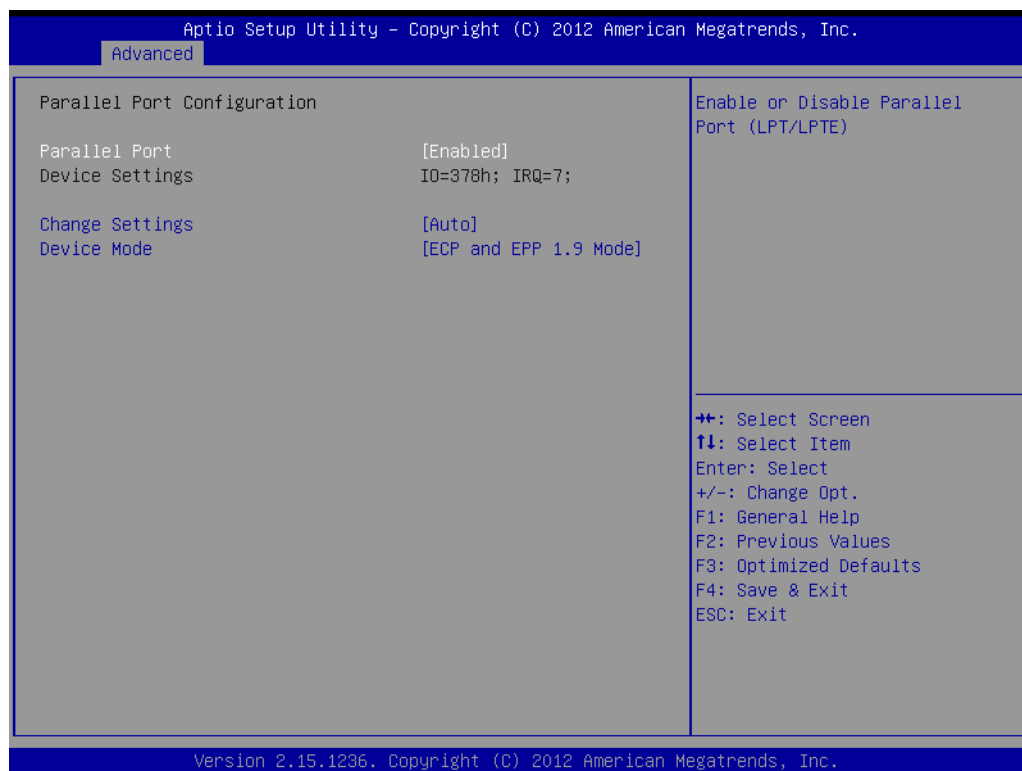 Aptio Setup Utility – Copyright (C) 2012 American Megatrends, Inc.
Advanced
Parallel Port Configuration
Parallel Port [Enabled]
Device Settings IO=378h; IRQ=7;
Change Settings [Auto]
Device Mode [ECP and EPP 1.9 Mode]
Enable or Disable Parallel
Port (LPT/LPTE)
→←: Select Screen
↑↓: Select Item
Enter: Select
+/-: Change Opt.
F1: General Help
F2: Previous Values
F3: Optimized Defaults
F4: Save & Exit
ESC: Exit
Version 2.15.1236. Copyright (C) 2012 American Megatrends, Inc.